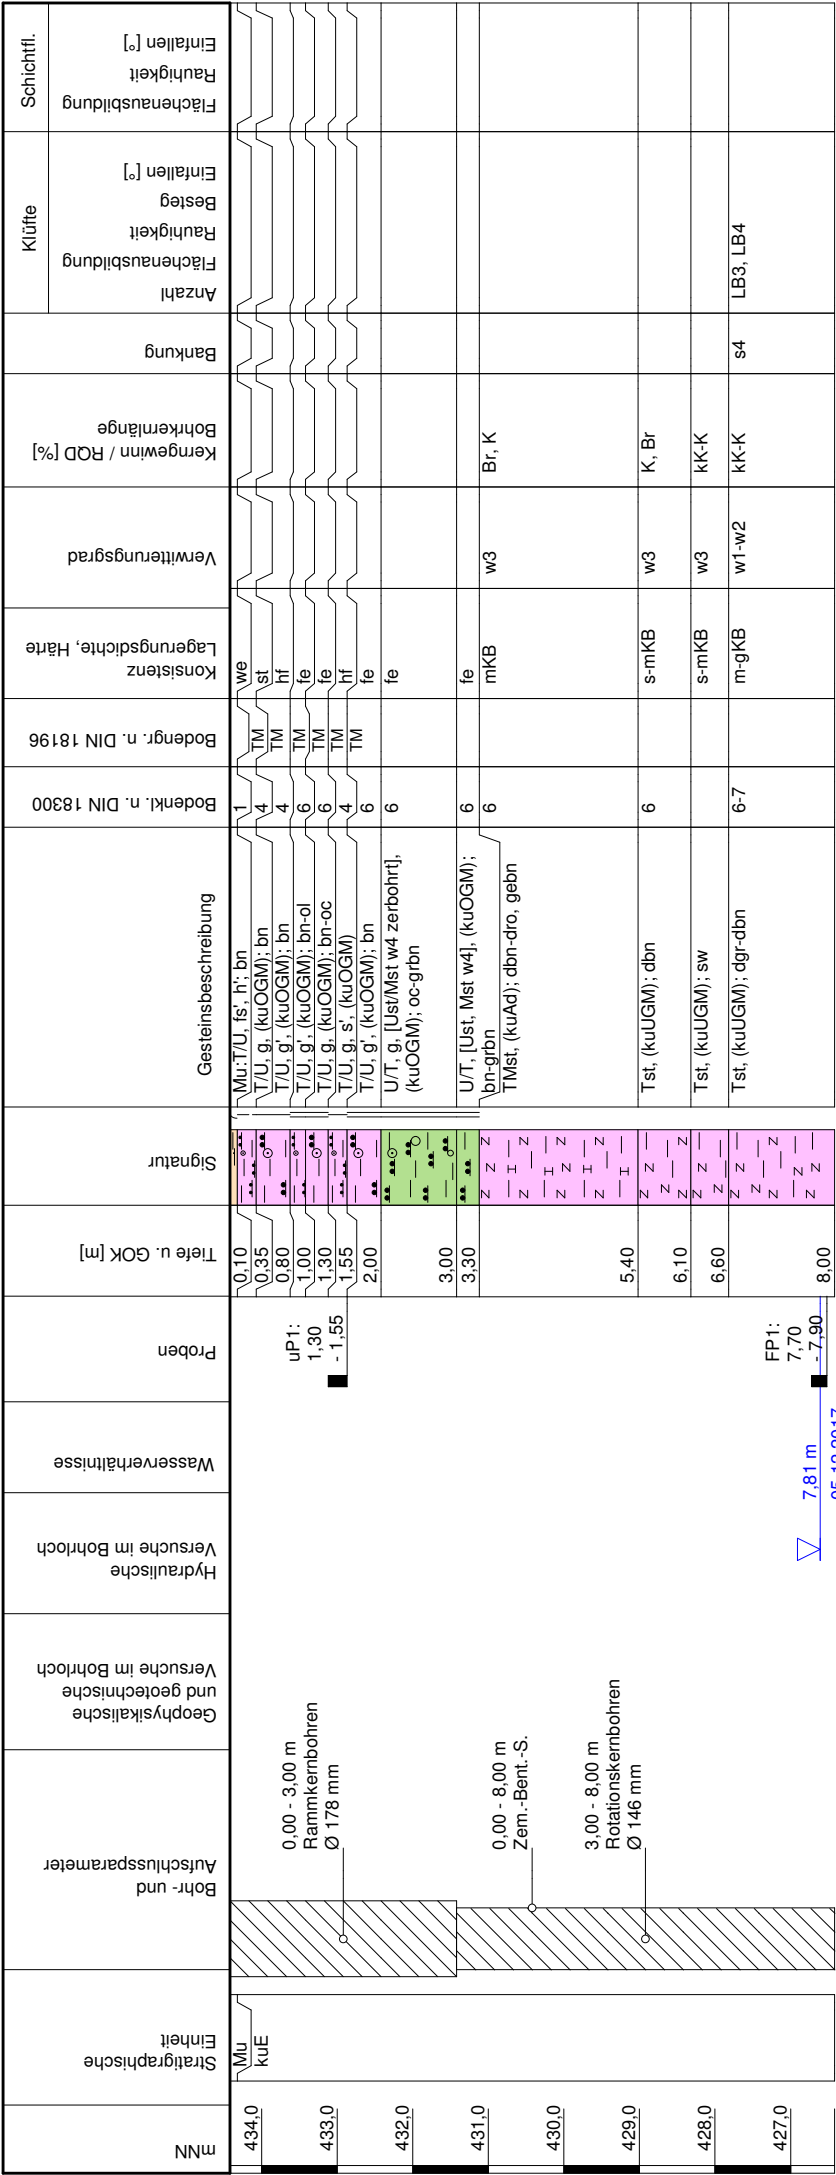 mNN
Stratigraphische
Einheit
Bohr- und
Aufschlussparameter
Geophysikalische
und geotechnische
Versuche im Bohrloch
Hydraulische
Versuche im Bohrloch
Wasserverhältnisse
Proben
Tiefe u. GOK [m]
Signatur
Gesteinsbeschreibung
Bodenkl. n. DIN 18300
Bodengr. n. DIN 18196
Konsistenz
Lagerungsdichte, Härte
Verwitterungsgrad
Kerngewinn / RQD [%]
Bohrkernlänge
Bankung
Klüfte
Anzahl
Flächenausbildung
Rauhigkeit
Besteg
Einfallen [°]
Schichtfl.
Flächenausbildung
Rauhigkeit
Einfallen [°]
434,0
433,0
432,0
431,0
430,0
429,0
428,0
427,0
Mu
kuE
0,00 - 3,00 m
Rammkernbohren
Ø 178 mm
0,00 - 8,00 m
Zem.-Bent.-S.
3,00 - 8,00 m
Rotationskernbohren
Ø 146 mm
7,81 m
05.12.2017
uP1:
1,30
- 1,55
FP1:
7,70
- 7,90
0,10
0,35
0,80
1,00
1,30
1,55
2,00
3,00
3,30
5,40
6,10
6,60
8,00
Mu:T/U, fs', h'; bn
T/U, g, (kuOGM); bn
T/U, g', (kuOGM); bn
T/U, g', (kuOGM); bn-ol
T/U, g, (kuOGM); bn-oc
T/U, g, s', (kuOGM)
T/U, g', (kuOGM); bn
U/T, g, [Ust/Mst w4 zerbohrt],
(kuOGM); oc-grbn
U/T, [Ust, Mst w4], (kuOGM);
bn-grbn
TMst, (kuAd); dbn-dro, gebn
Tst, (kuUGM); dbn
Tst, (kuUGM); sw
Tst, (kuUGM); dgr-dbn
1
4
4
6
6
4
6
6
6
6
6
6-7
TM
TM
TM
TM
TM
TM
we
st
hf
fe
fe
hf
fe
fe
fe
mKB
s-mKB
s-mKB
m-gKB
w3
w3
w3
w1-w2
Br, K
K, Br
kK-K
kK-K
s4
LB3, LB4